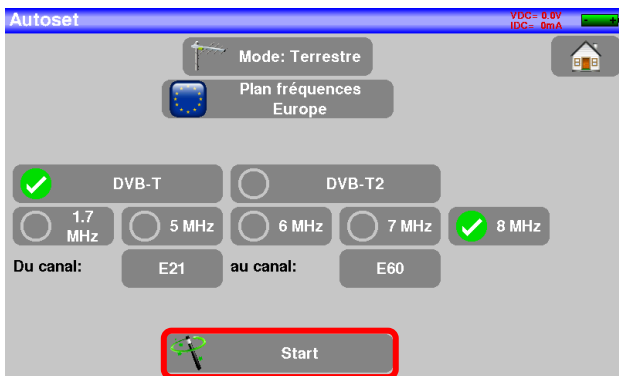 Autoset
VDC= 0.0V
IDC= 0mA
Mode: Terrestre
Plan fréquences
Europe
DVB-T
DVB-T2
1.7
MHz
5 MHz
6 MHz
7 MHz
8 MHz
Du canal:
E21
au canal:
E60
Start